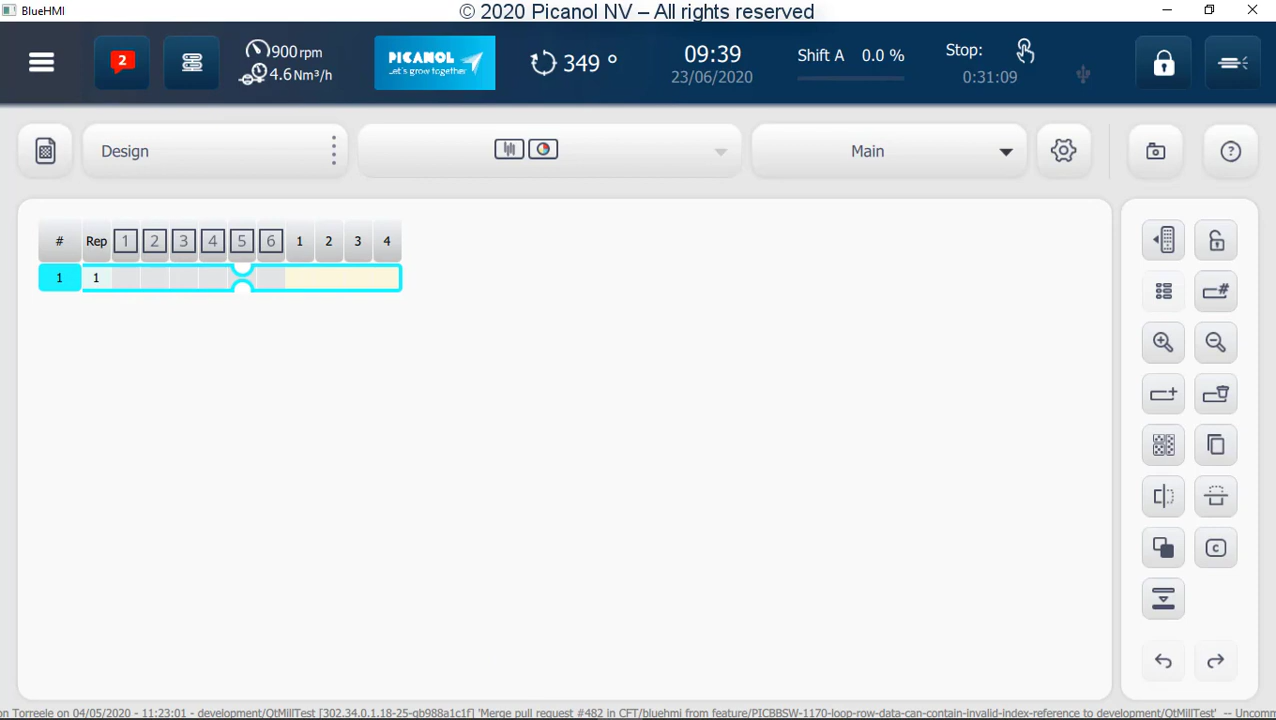 BlueHMI
© 2020 Picanol NV – All rights reserved
2
900 rpm
4.6 Nm³/h
PICANOL
Let's grow together
349 °
09:39
23/06/2020
Shift A 0.0 %
Stop:
0:31:09
Design
Main
# Rep 1 2 3 4 5 6 1 2 3 4
1 1
#
C
on Torreele on 04/05/2020 - 11:23:01 - development/QtMillTest [302.34.0.1.18-25-gb988a1c1f] 'Merge pull request #482 in CFT/bluehmi from feature/PICBBSW-1170-loop-row-data-can-contain-invalid-index-reference to development/QtMillTest' -- Uncomm